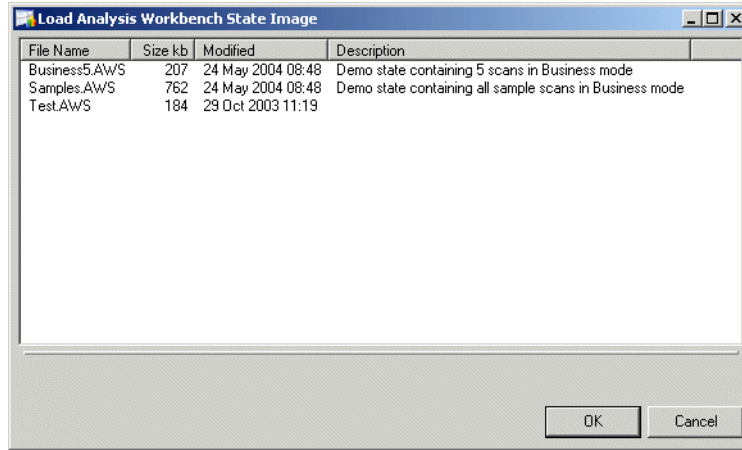 Load Analysis Workbench State Image
File Name Size kb Modified Description
Business5.AWS 207 24 May 2004 08:48 Demo state containing 5 scans in Business mode
Samples.AWS 762 24 May 2004 08:48 Demo state containing all sample scans in Business mode
Test.AWS 184 29 Oct 2003 11:19
OK Cancel